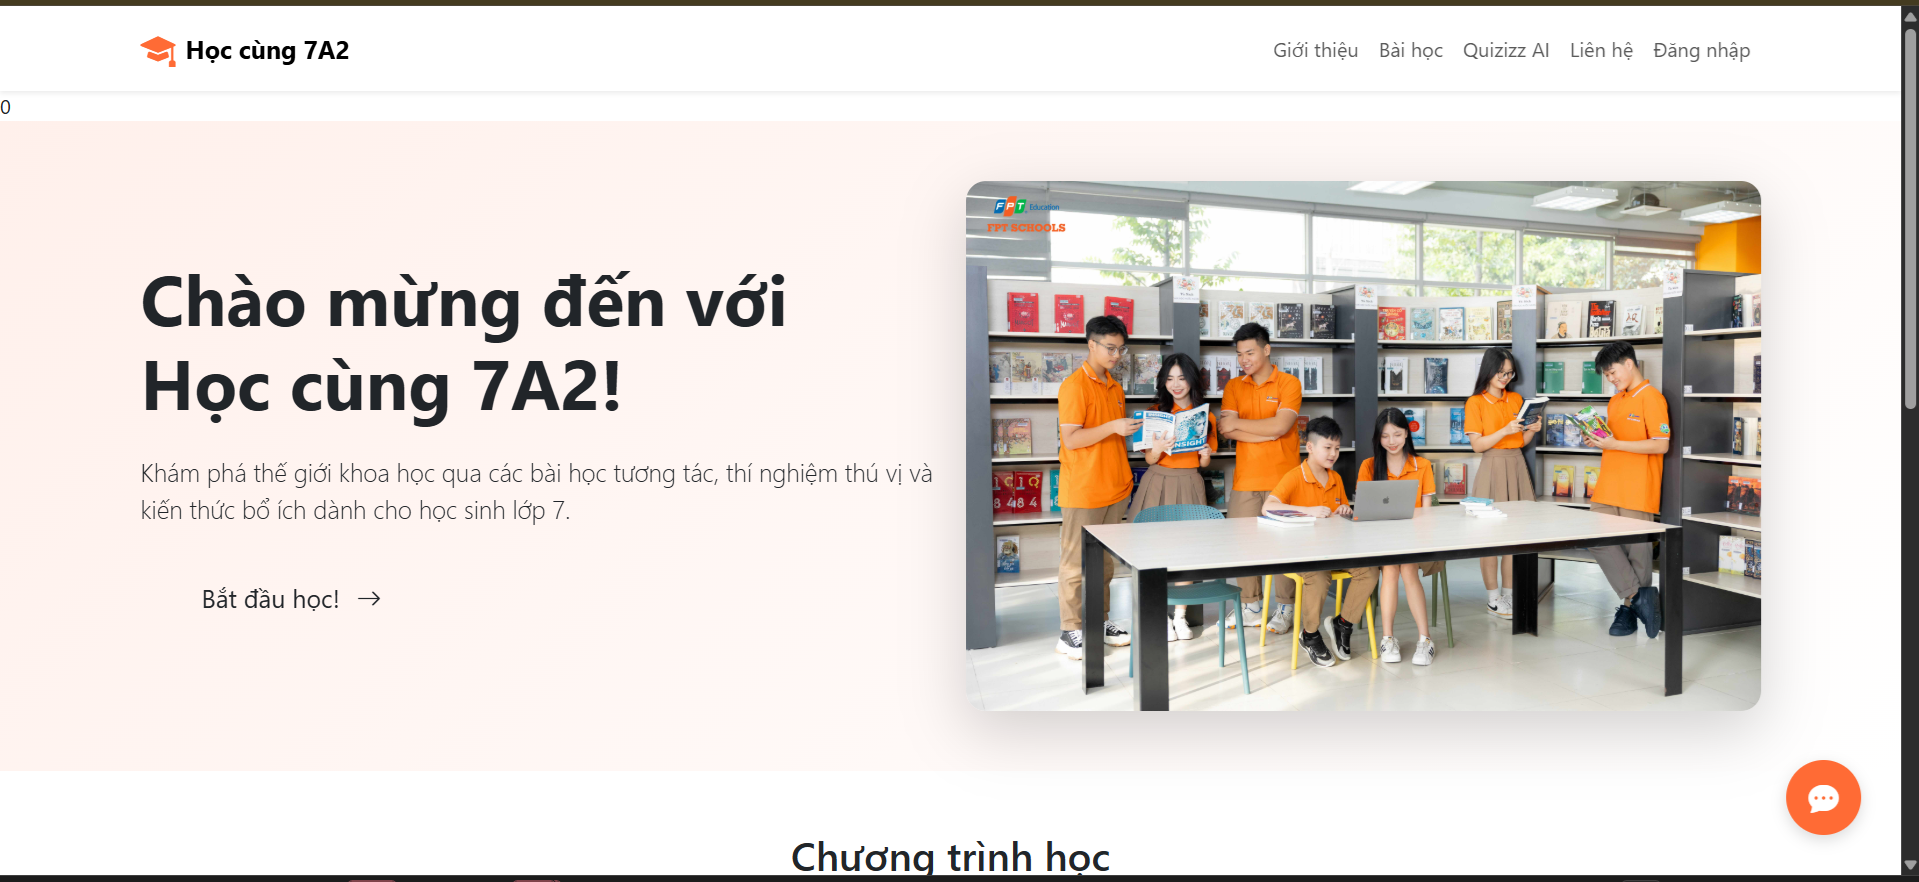 Học cùng 7A2
Giới thiệu Bài học Quizizz AI Liên hệ Đăng nhập
0
FPT Education
FPT SCHOOLS
Chào mừng đến với
Học cùng 7A2!
Khám phá thế giới khoa học qua các bài học tương tác, thí nghiệm thú vị và
kiến thức bổ ích dành cho học sinh lớp 7.
Bắt đầu học!
INSIGHT
Chương trình học